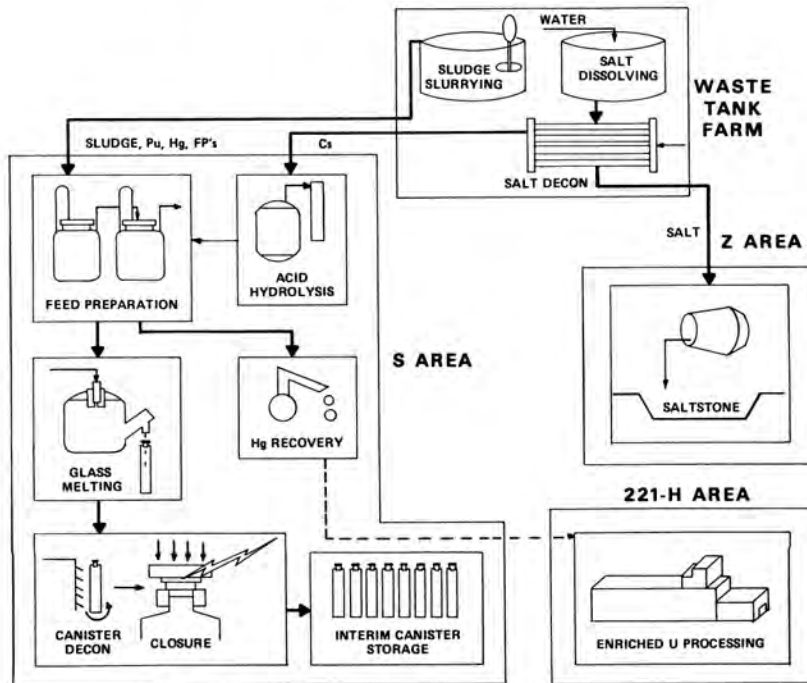 WATER
SLUDGE
SLURRYING
SALT
DISSOLVING
WASTE
TANK
FARM
SLUDGE, Pu, Hg, FP's
Cs
SALT DECON
SALT
Z AREA
FEED PREPARATION
ACID
HYDROLYSIS
S AREA
SALTSTONE
GLASS
MELTING
Hg RECOVERY
221-H AREA
CANISTER
DECON
CLOSURE
INTERIM CANISTER
STORAGE
ENRICHED U PROCESSING